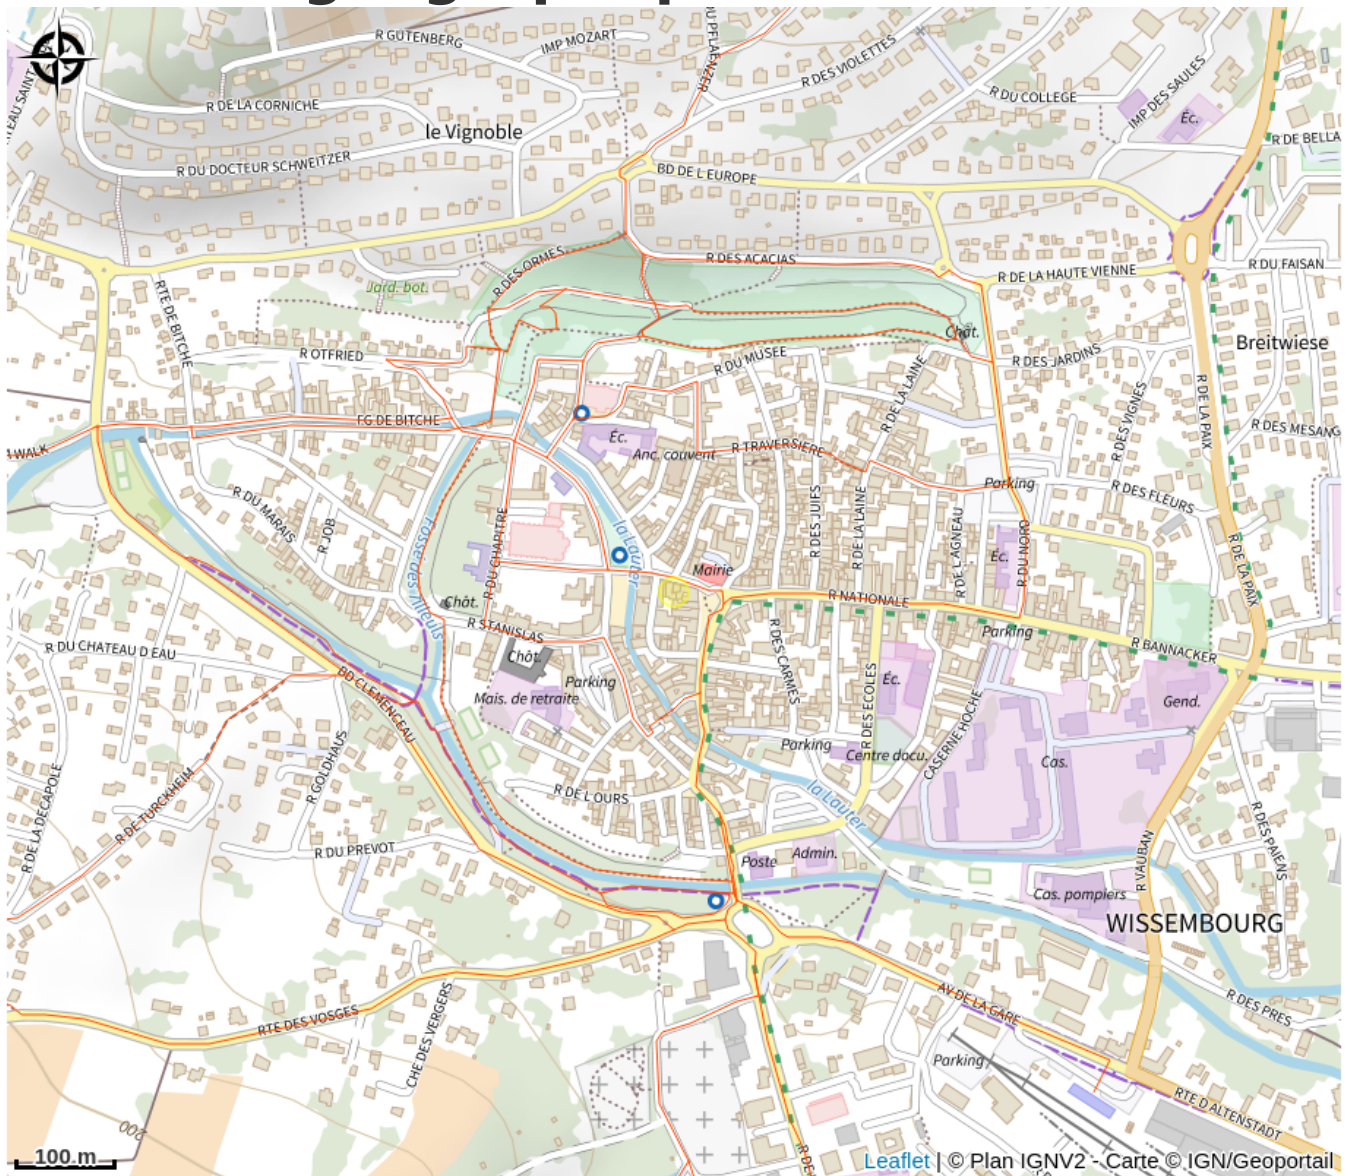 R GUTENBERG
IMP MOZART
DU PFLAENZER
R DES VIOLETTES
R DU COLLEGE
IMP DES SAULES
Éc.
R DE LA CORNICHE
le Vignoble
R DE BELLA
R DU DOCTEUR SCHWEITZER
BD DE L EUROPE
R DES ORMES
R DES ACACIAS
R DE LA HAUTE VIENNE
R DU FAISAN
Jard. bot.
RTE DE BITCHE
Chât.
Breitwiese
R OTFRIED
R DU MUSEE
R DES JARDINS
R DE LA LAINE
R DES VIGNES
R DE LA PAIX
FG DE BITCHE
Éc.
Anc. couvent
R TRAVERSIERE
R DES MESANG
WALK
Parking
R DES FLEURS
R DU MARAIS
R JOB
Fossé des Tilleuls
R DU CHAPITRE
la Lauter
R DES JUIFS
R DE LA LAINE
R DE L AGNEAU
Éc.
R DU NORD
R DE LA PAIX
Mairie
Chât.
R NATIONALE
R STANISLAS
Parking
R BANNACKER
R DU CHATEAU D EAU
Chât.
R DES CARMES
Parking
Mais. de retraite
R DES ECOLES
Éc.
Gend.
BD CLEMENCEAU
R GOLDHAUS
Parking
Centre docu.
CASERNE HOCHE
Cas.
R DE LA DECAPOLE
R DE TURCKHEIM
R DE L OURS
la Lauter
R DU PREVOT
Poste
Admin.
R VAUBAN
R DES PAIENS
Cas. pompiers
WISSEMBOURG
RTE DES VOSGES
CHE DES VERGERS
AV DE LA GARE
R DES PRES
Parking
RTE D ALTENSTADT
200
100 m
Leaflet | © Plan IGNV2 - Carte © IGN/Geoportail